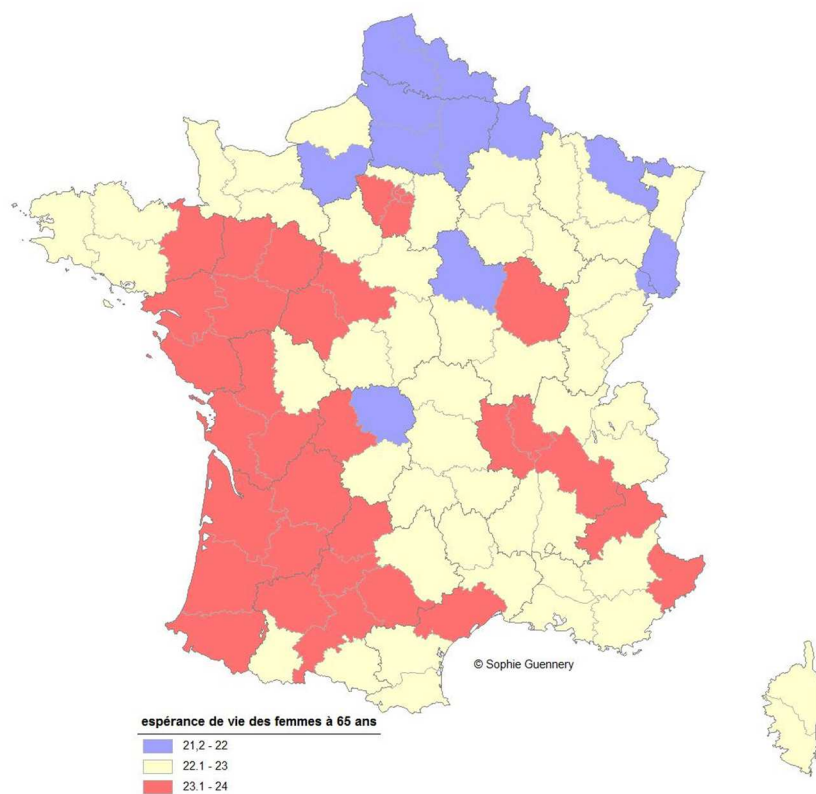 © Sophie Guennery
espérance de vie des femmes à 65 ans
21,2 - 22
22.1 - 23
23.1 - 24